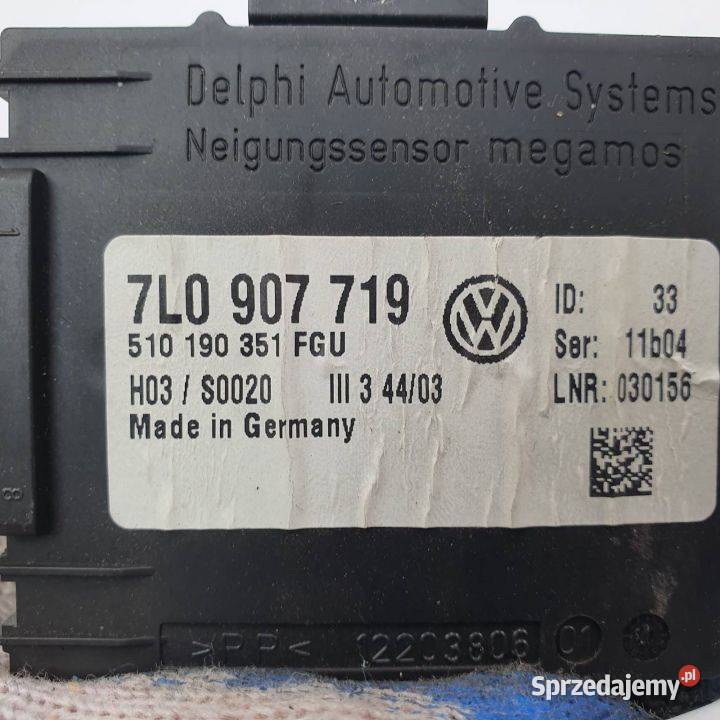 Delphi Automotive Systems
Neigungssensor megamos
7L0 907 719
510 190 351 FGU
H03 / S0020 III 3 44/03
Made in Germany
ID: 33
Ser: 11b04
LNR: 030156
8
>PP< 12203806 01
Sprzedajemy.pl